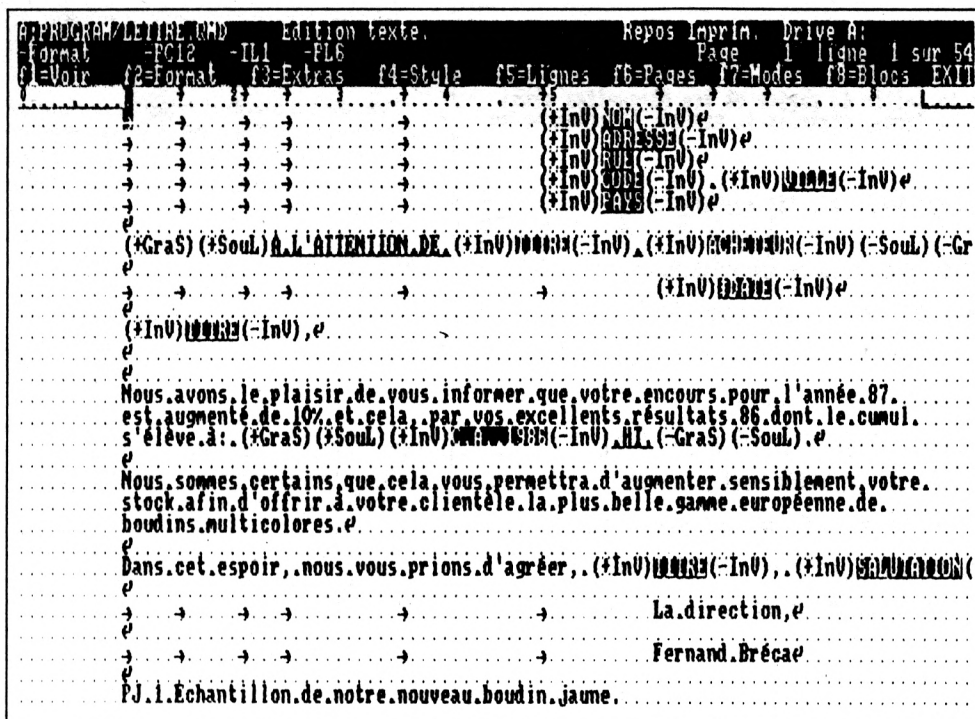 A:PROGRAM/LETTRE.RMD Edition texte. Repos Imprim. Drive A:
-Format -PC12 -IL1 -PL6 Page 1 ligne 1 sur 54
f1=Voir f2=Format f3=Extras f4=Style f5=Lignes f6=Pages f7=Modes f8=Blocs EXIT
(+InV)NOM(-InV)
(+InV)ADRESSE(-InV)
(+InV)RUE(-InV)
(+InV)CODE(-InV).(+InV)VILLE(-InV)
(+InV)PAYS(-InV)
(+GraS)(+SouL)A.L'ATTENTION.DE.(+InV)TITRE(-InV).(+InV)ACHETEUR(-InV)(-SouL)(-Gr
(+InV)§DATE(-InV)
(+InV)TITRE(-InV),
Nous.avons.le.plaisir.de.vous.informer.que.votre.encours.pour.l'année.87.
est.augmenté.de.10%.et.cela.par.vos.excellents.résultats.86.dont.le.cumul.
s'élève.à:.(+GraS)(+SouL)(+InV)(-InV).HT.(-GraS)(-SouL).
Nous.sommes.certains.que.cela.vous.permettra.d'augmenter.sensiblement.votre.
stock.afin.d'offrir.à.votre.clientèle.la.plus.belle.gamme.européenne.de.
boudins.multicolores.
Dans.cet.espoir,.nous.vous.prions.d'agréer,.(+InV)TITRE(-InV),.(+InV)SALUTATION(
La.direction,
Fernand.Bréca
PJ.1.Echantillon.de.notre.nouveau.boudin.jaune.